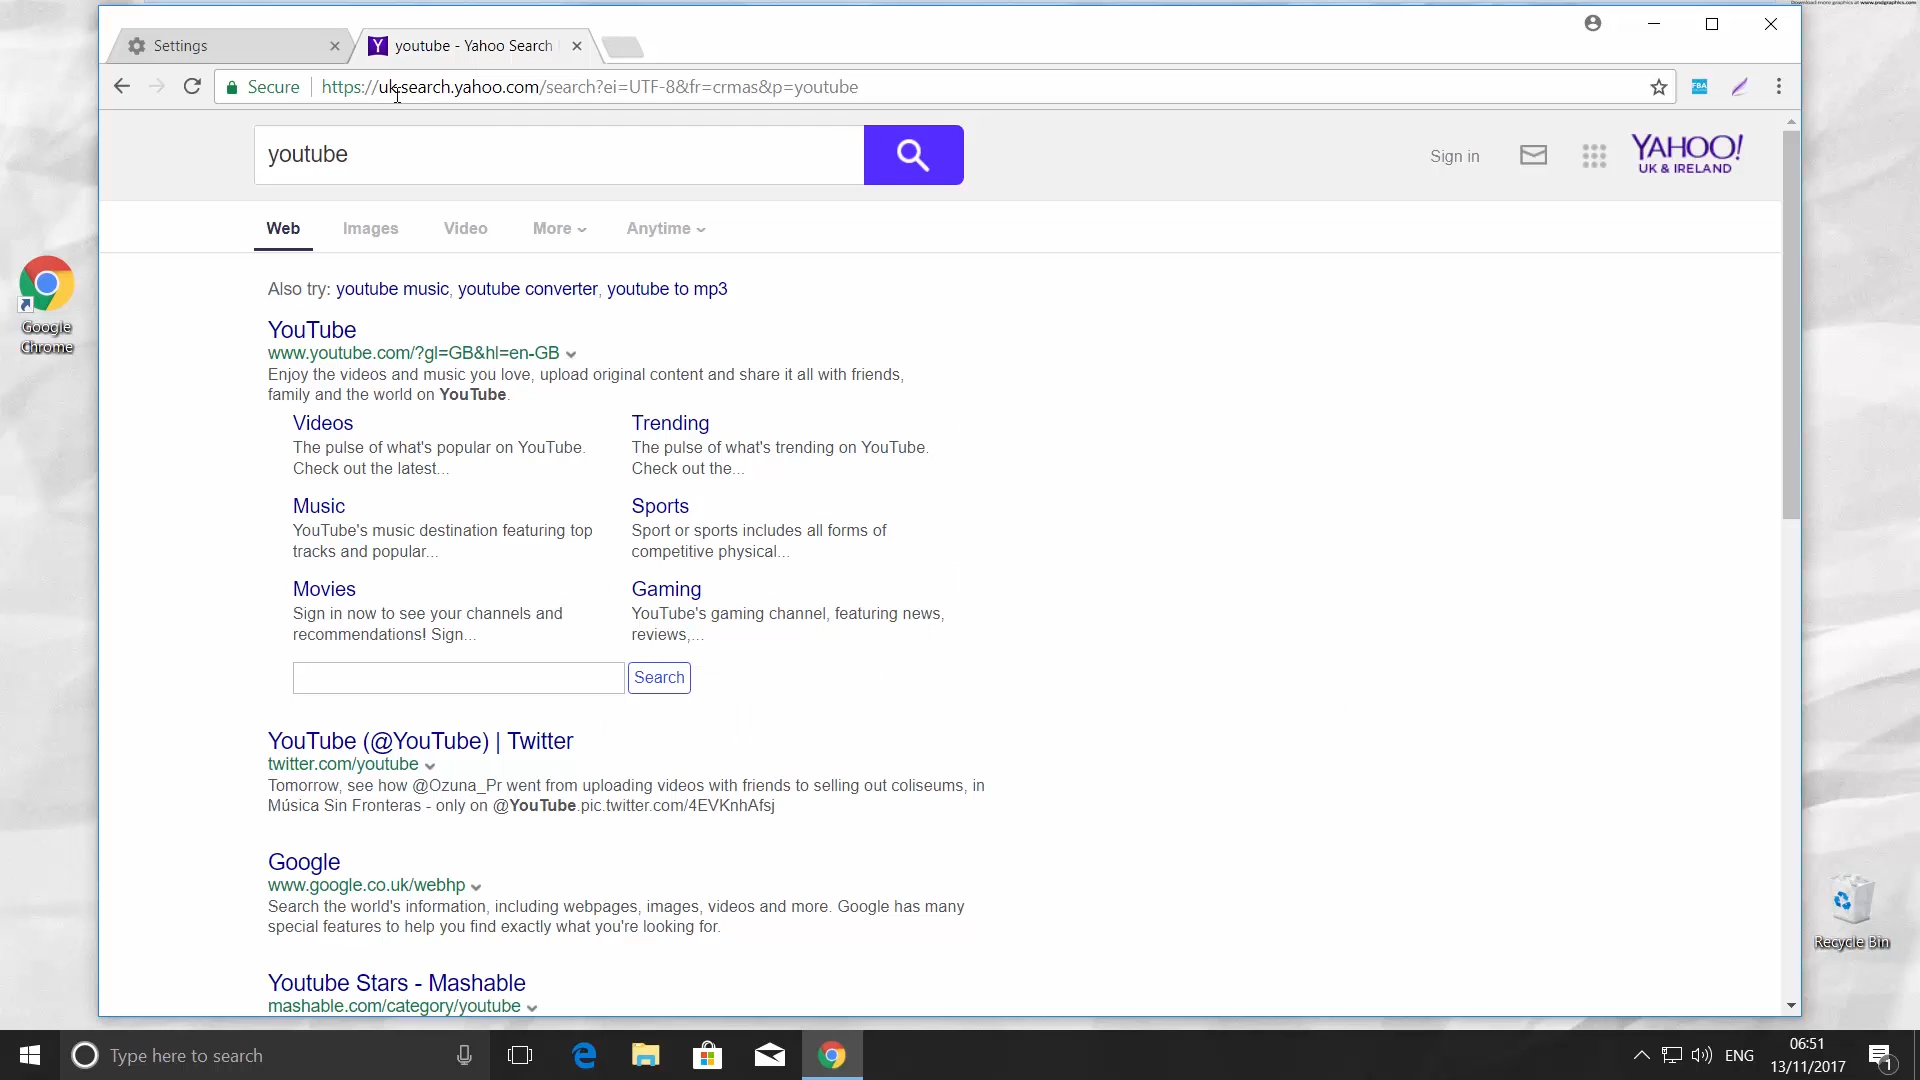 Download more graphics at www.psdgraphics.com
Settings
youtube - Yahoo Search
Secure
https://uk.search.yahoo.com/search?ei=UTF-8&fr=crmas&p=youtube
FBA
youtube
Sign in
YAHOO!
UK & IRELAND
Web
Images
Video
More
Anytime
Also try: youtube music, youtube converter, youtube to mp3
YouTube
www.youtube.com/?gl=GB&hl=en-GB
Enjoy the videos and music you love, upload original content and share it all with friends,
family and the world on YouTube.
Videos
The pulse of what's popular on YouTube.
Check out the latest...
Trending
The pulse of what's trending on YouTube.
Check out the...
Music
YouTube's music destination featuring top
tracks and popular...
Sports
Sport or sports includes all forms of
competitive physical...
Movies
Sign in now to see your channels and
recommendations! Sign...
Gaming
YouTube's gaming channel, featuring news,
reviews,...
Search
YouTube (@YouTube) | Twitter
twitter.com/youtube
Tomorrow, see how @Ozuna_Pr went from uploading videos with friends to selling out coliseums, in
Música Sin Fronteras - only on @YouTube.pic.twitter.com/4EVKnhAfsj
Google
www.google.co.uk/webhp
Search the world's information, including webpages, images, videos and more. Google has many
special features to help you find exactly what you're looking for.
Youtube Stars - Mashable
mashable.com/category/youtube
Google
Chrome
Recycle Bin
Type here to search
ENG
06:51
13/11/2017
1